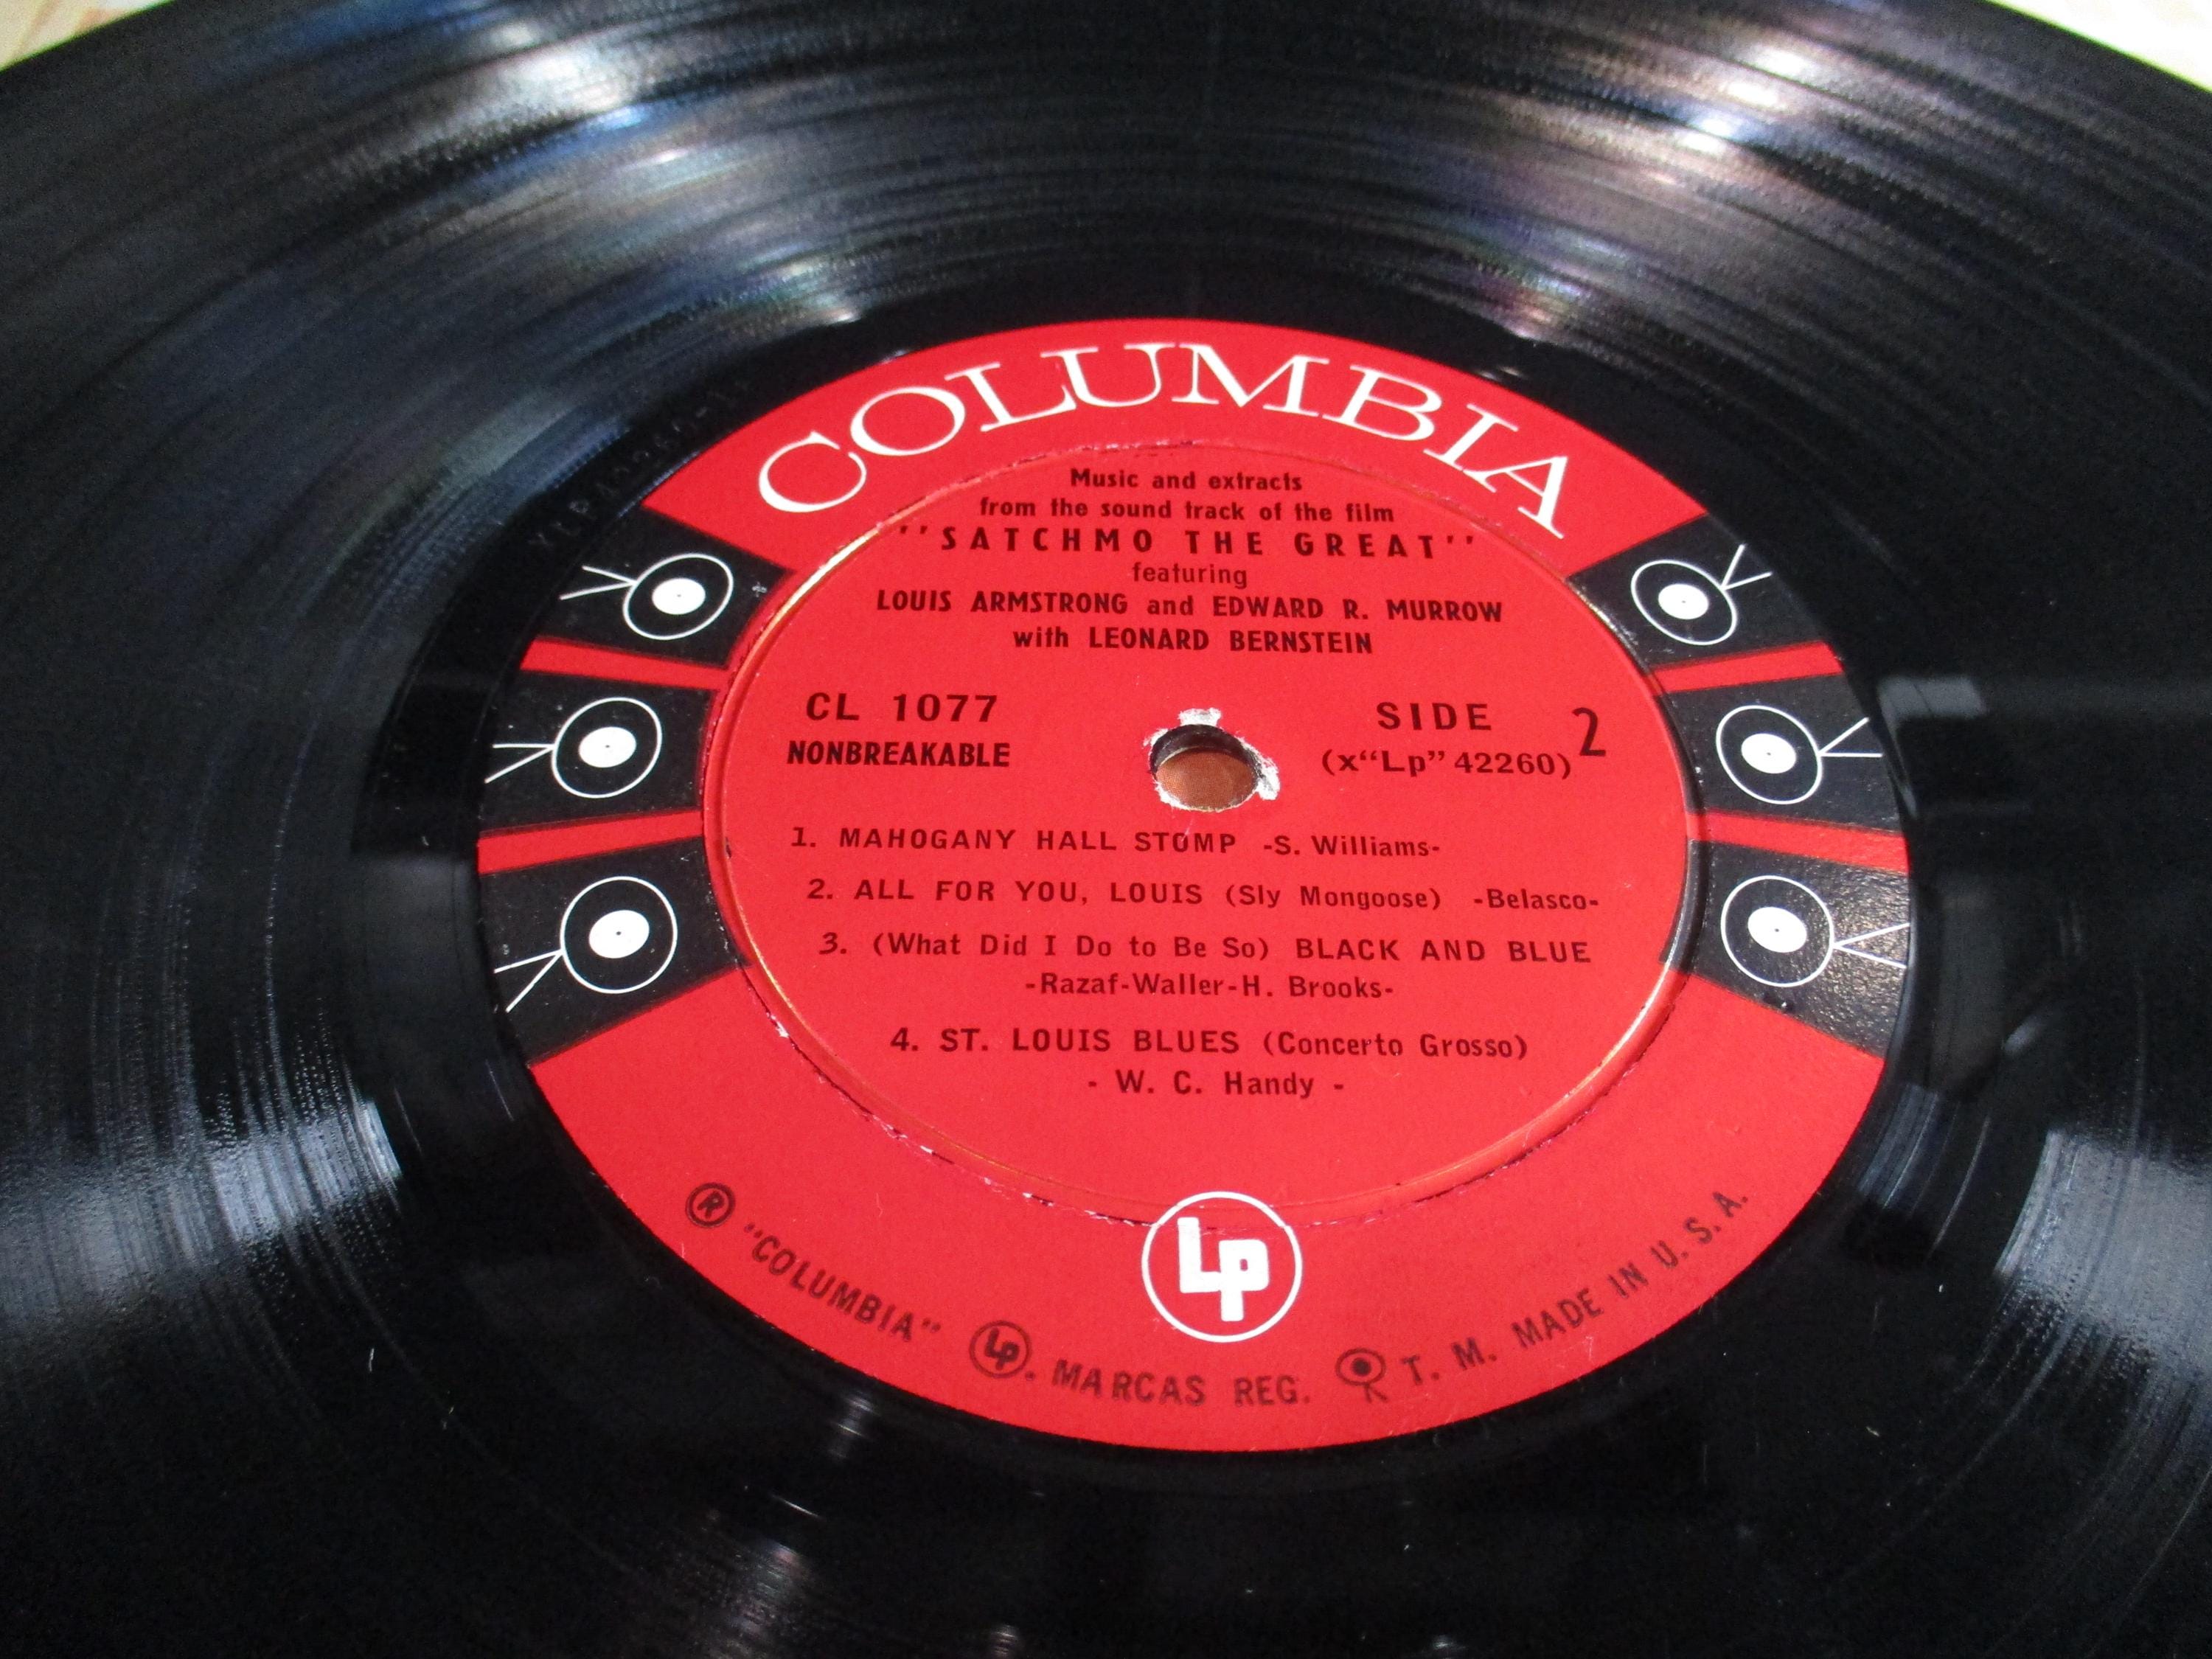 COLUMBIA
Music and extracts
from the sound track of the film
''SATCHMO THE GREAT''
featuring
LOUIS ARMSTRONG and EDWARD R. MURROW
with LEONARD BERNSTEIN
CL 1077
NONBREAKABLE
SIDE 2
(x“Lp” 42260)
1. MAHOGANY HALL STOMP -S. Williams-
2. ALL FOR YOU, LOUIS (Sly Mongoose) -Belasco-
3. (What Did I Do to Be So) BLACK AND BLUE
-Razaf-Waller-H. Brooks-
4. ST. LOUIS BLUES (Concerto Grosso)
- W. C. Handy -
Lp
® "COLUMBIA" Lp. MARCAS REG. T. M. MADE IN U. S. A.